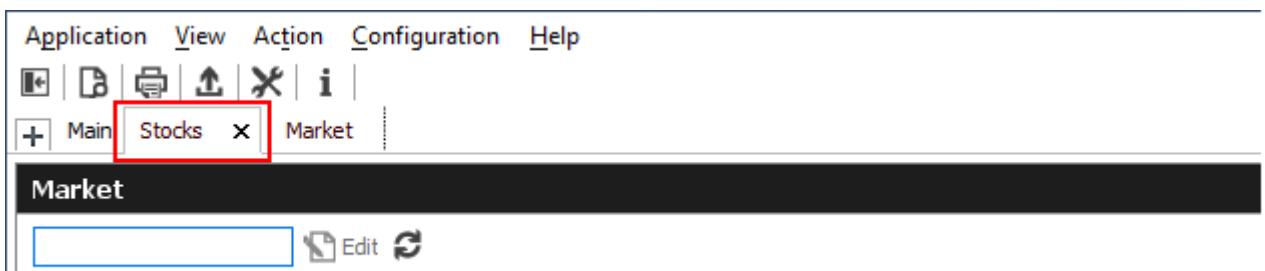 Application View Action Configuration Help
Main Stocks Market
Market
Edit